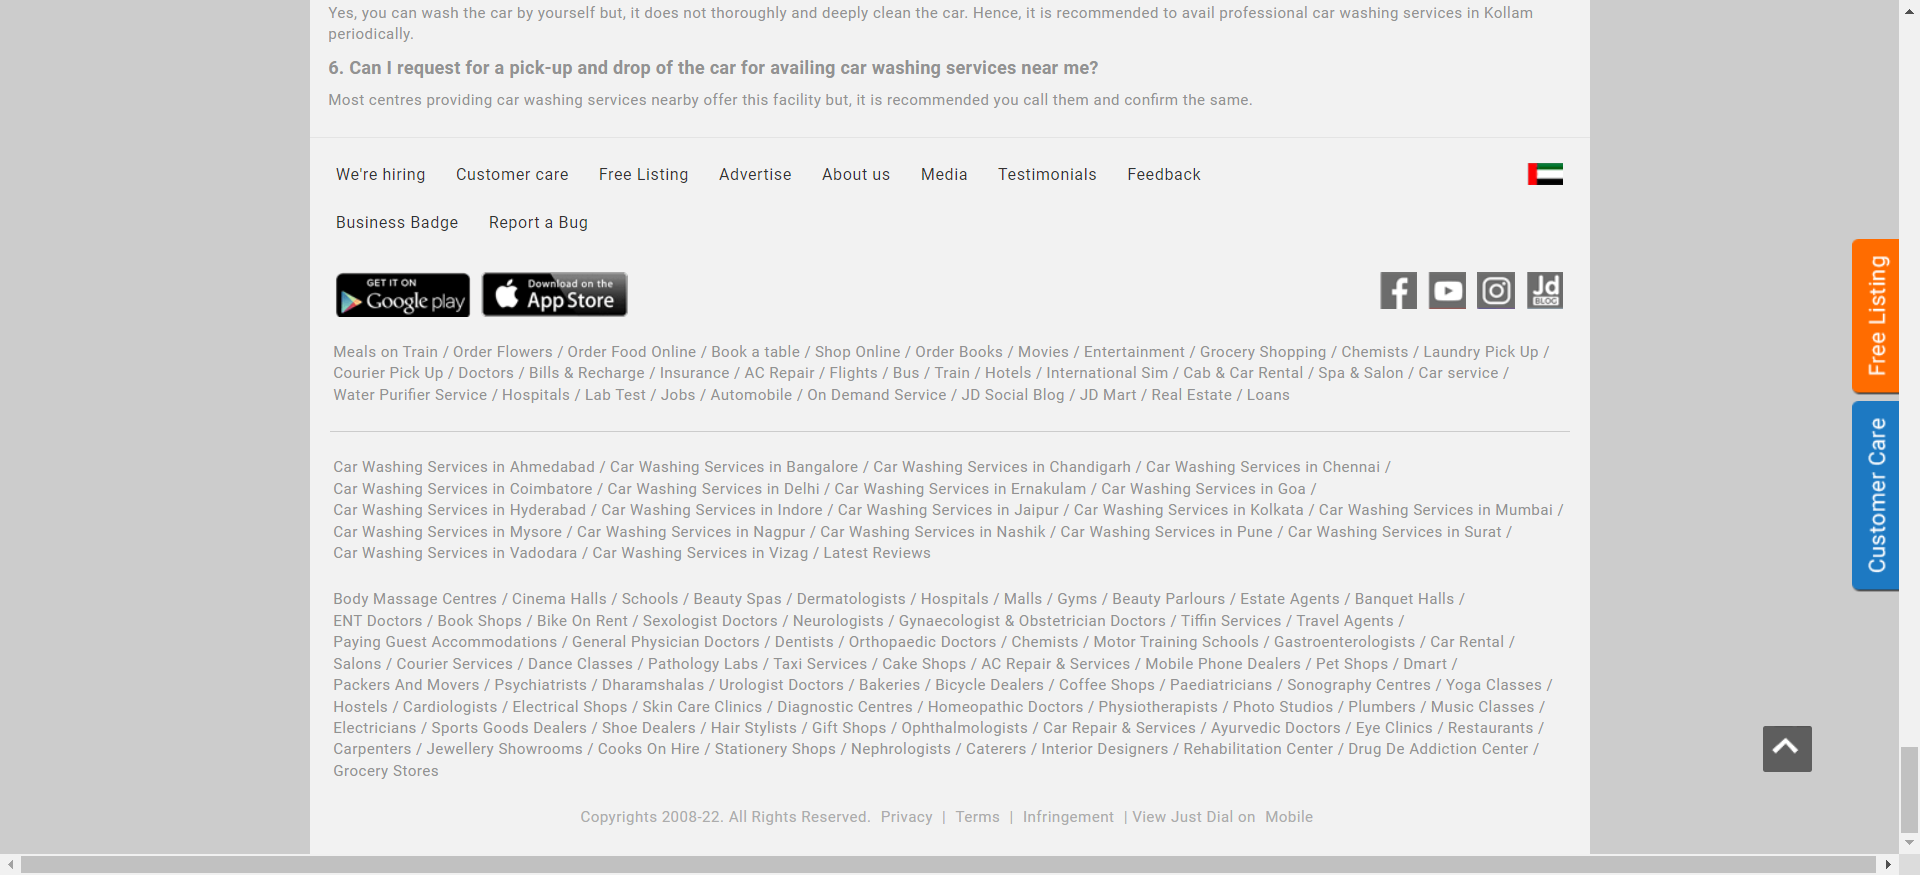 Yes, you can wash the car by yourself but, it does not thoroughly and deeply clean the car. Hence, it is recommended to avail professional car washing services in Kollam
periodically.
6. Can I request for a pick-up and drop of the car for availing car washing services near me?
Most centres providing car washing services nearby offer this facility but, it is recommended you call them and confirm the same.
We're hiring Customer care Free Listing Advertise About us Media Testimonials Feedback
Business Badge Report a Bug
GET IT ON
Google play
Download on the
App Store
Jd
BLOG
Meals on Train / Order Flowers / Order Food Online / Book a table / Shop Online / Order Books / Movies / Entertainment / Grocery Shopping / Chemists / Laundry Pick Up /
Courier Pick Up / Doctors / Bills & Recharge / Insurance / AC Repair / Flights / Bus / Train / Hotels / International Sim / Cab & Car Rental / Spa & Salon / Car service /
Water Purifier Service / Hospitals / Lab Test / Jobs / Automobile / On Demand Service / JD Social Blog / JD Mart / Real Estate / Loans
Car Washing Services in Ahmedabad / Car Washing Services in Bangalore / Car Washing Services in Chandigarh / Car Washing Services in Chennai /
Car Washing Services in Coimbatore / Car Washing Services in Delhi / Car Washing Services in Ernakulam / Car Washing Services in Goa /
Car Washing Services in Hyderabad / Car Washing Services in Indore / Car Washing Services in Jaipur / Car Washing Services in Kolkata / Car Washing Services in Mumbai /
Car Washing Services in Mysore / Car Washing Services in Nagpur / Car Washing Services in Nashik / Car Washing Services in Pune / Car Washing Services in Surat /
Car Washing Services in Vadodara / Car Washing Services in Vizag / Latest Reviews
Body Massage Centres / Cinema Halls / Schools / Beauty Spas / Dermatologists / Hospitals / Malls / Gyms / Beauty Parlours / Estate Agents / Banquet Halls /
ENT Doctors / Book Shops / Bike On Rent / Sexologist Doctors / Neurologists / Gynaecologist & Obstetrician Doctors / Tiffin Services / Travel Agents /
Paying Guest Accommodations / General Physician Doctors / Dentists / Orthopaedic Doctors / Chemists / Motor Training Schools / Gastroenterologists / Car Rental /
Salons / Courier Services / Dance Classes / Pathology Labs / Taxi Services / Cake Shops / AC Repair & Services / Mobile Phone Dealers / Pet Shops / Dmart /
Packers And Movers / Psychiatrists / Dharamshalas / Urologist Doctors / Bakeries / Bicycle Dealers / Coffee Shops / Paediatricians / Sonography Centres / Yoga Classes /
Hostels / Cardiologists / Electrical Shops / Skin Care Clinics / Diagnostic Centres / Homeopathic Doctors / Physiotherapists / Photo Studios / Plumbers / Music Classes /
Electricians / Sports Goods Dealers / Shoe Dealers / Hair Stylists / Gift Shops / Ophthalmologists / Car Repair & Services / Ayurvedic Doctors / Eye Clinics / Restaurants /
Carpenters / Jewellery Showrooms / Cooks On Hire / Stationery Shops / Nephrologists / Caterers / Interior Designers / Rehabilitation Center / Drug De Addiction Center /
Grocery Stores
Copyrights 2008-22. All Rights Reserved. Privacy | Terms | Infringement | View Just Dial on Mobile
Free Listing
Customer Care